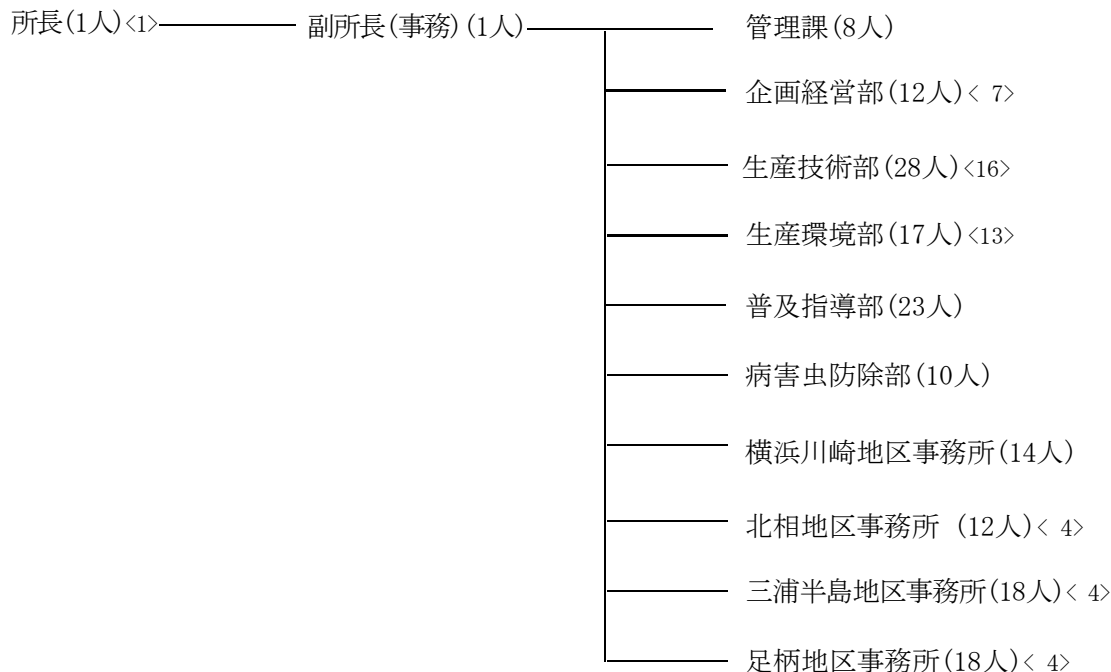 所長(1人)<1> 副所長(事務)(1人) 管理課(8人)
企画経営部(12人)< 7>
生産技術部(28人)<16>
生産環境部(17人)<13>
普及指導部(23人)
病害虫防除部(10人)
横浜川崎地区事務所(14人)
北相地区事務所 (12人)< 4>
三浦半島地区事務所(18人)< 4>
足柄地区事務所(18人)< 4>